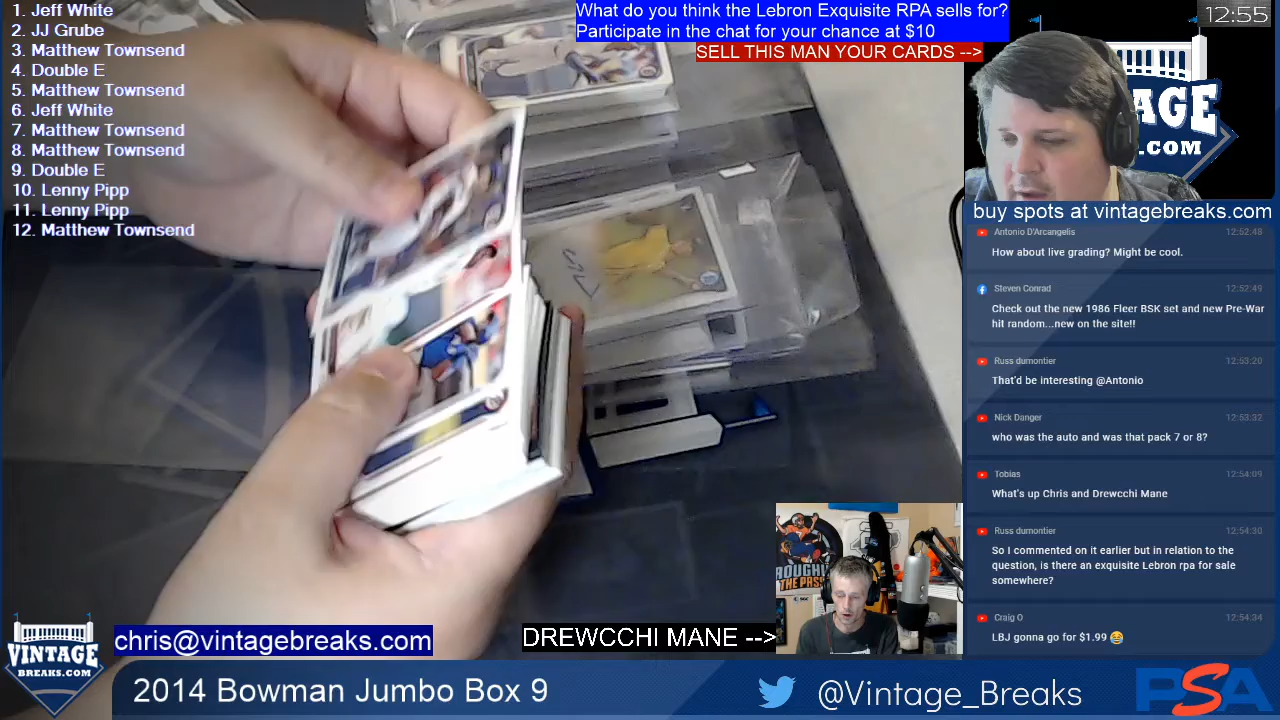 1. Jeff White
2. JJ Grube
3. Matthew Townsend
4. Double E
5. Matthew Townsend
6. Jeff White
7. Matthew Townsend
8. Matthew Townsend
9. Double E
10. Lenny Pipp
11. Lenny Pipp
12. Matthew Townsend
What do you think the Lebron Exquisite RPA sells for?
Participate in the chat for your chance at $10
SELL THIS MAN YOUR CARDS -->
12:55
AGE
.COM
buy spots at vintagebreaks.com
Antonio D'Arcangelis 12:52:48
How about live grading? Might be cool.
Steven Conrad 12:52:49
Check out the new 1986 Fleer BSK set and new Pre-War
hit random...new on the site!!
Russ dumontier 12:53:20
That'd be interesting @Antonio
Nick Danger 12:53:32
who was the auto and was that pack 7 or 8?
Tobias 12:54:09
What's up Chris and Drewcchi Mane
Russ dumontier 12:54:30
So I commented on it earlier but in relation to the
question, is there an exquisite Lebron rpa for sale
somewhere?
Craig O 12:54:34
LBJ gonna go for $1.99 😂
THE PAS
DREWCCHI MANE -->
chris@vintagebreaks.com
VINTAGE
BREAKS.COM
2014 Bowman Jumbo Box 9
@Vintage_Breaks
PSA